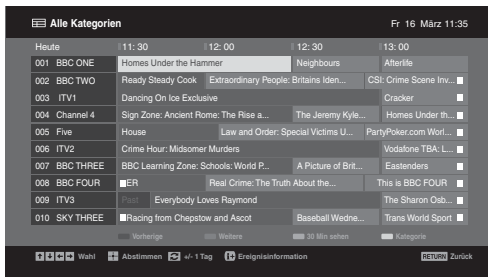 Alle Kategorien Fr 16 März 11:35
Heute 11: 30 12: 00 12: 30 13: 00
001 BBC ONE Homes Under the Hammer Neighbours Afterlife
002 BBC TWO Ready Steady Cook Extraordinary People: Britains Iden... CSI: Crime Scene Inv...
003 ITV1 Dancing On Ice Exclusive Cracker
004 Channel 4 Sign Zone: Ancient Rome: The Rise a... The Jeremy Kyle... Homes Under th...
005 Five House Law and Order: Special Victims U... PartyPoker.com Worl...
006 ITV2 Crime Hour: Midsomer Murders Vodafone TBA: L...
007 BBC THREE BBC Learning Zone: Schools: World P... A Picture of Brit... Eastenders
008 BBC FOUR ER Real Crime: The Truth About the... This is BBC FOUR
009 ITV3 Past Everybody Loves Raymond The Sharon Osb...
010 SKY THREE Racing from Chepstow and Ascot Baseball Wedne... Trans World Sport
Vorherige Weitere 30 Min sehen Kategorie
Wahl Abstimmen +/- 1 Tag Ereignisinformation RETURN Zurück